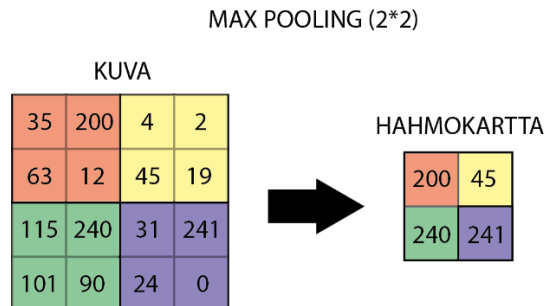 MAX POOLING (2*2)
KUVA
35 200 4 2
63 12 45 19
115 240 31 241
101 90 24 0
HAHMOKARTTA
200 45
240 241